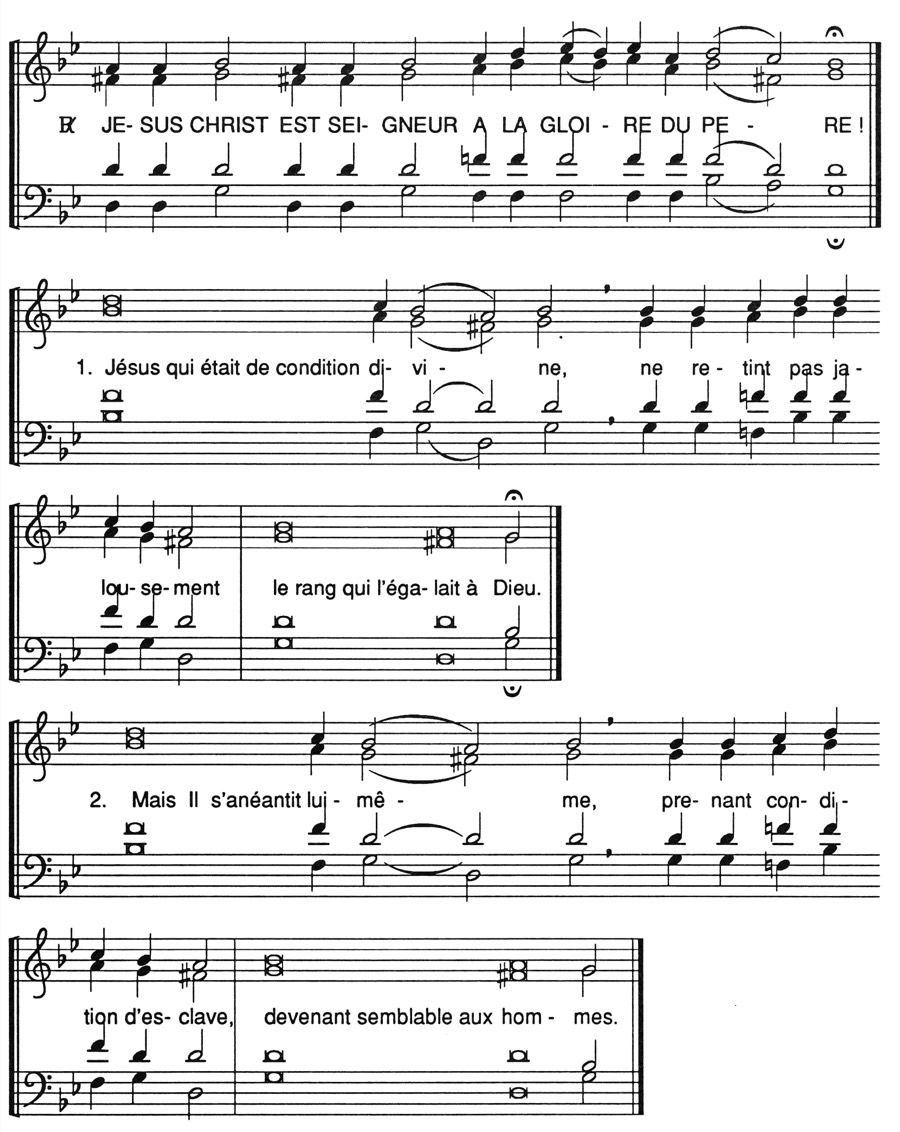 ℟ JE- SUS CHRIST EST SEI- GNEUR A LA GLOI - RE DU PE - RE !
1. Jésus qui était de condition di- vi - ne, ne re - tint pas ja -
lou- se- ment le rang qui l'éga- lait à Dieu.
2. Mais Il s'anéantit lui - mê - me, pre- nant con- di -
tion d'es- clave, devenant semblable aux hom - mes.